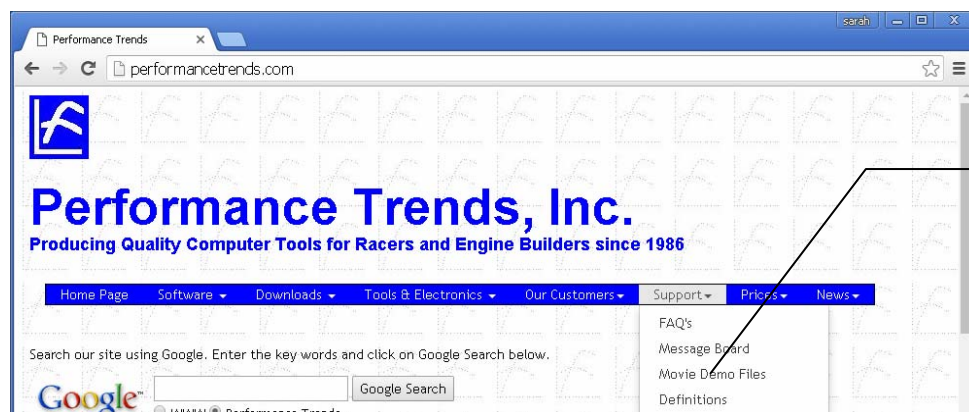 sarah
Performance Trends
performancetrends.com
Performance Trends, Inc.
Producing Quality Computer Tools for Racers and Engine Builders since 1986
Home Page Software Downloads Tools & Electronics Our Customers Support Prices News
FAQ's
Message Board
Search our site using Google. Enter the key words and click on Google Search below.
Movie Demo Files
Google Google Search
Definitions
Performance Trends